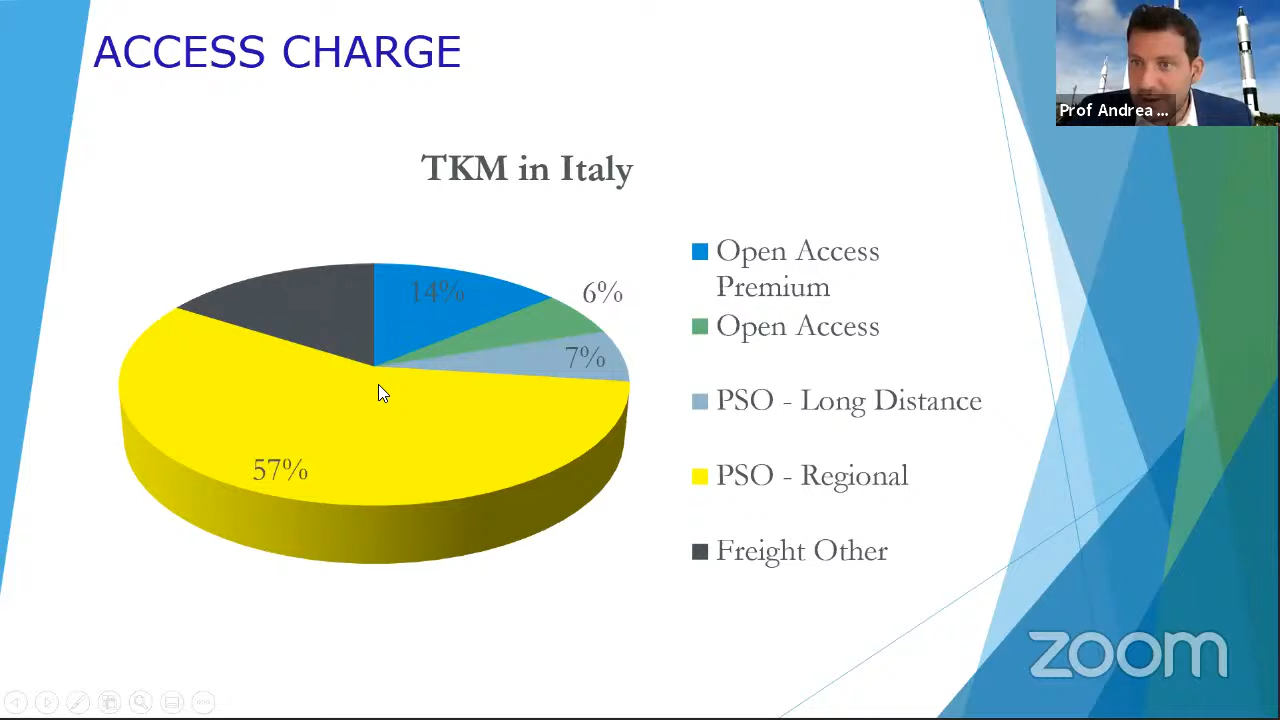 ACCESS CHARGE
Prof Andrea ...
TKM in Italy
14%
6%
7%
57%
Open Access
Premium
Open Access
PSO - Long Distance
PSO - Regional
Freight Other
zoom